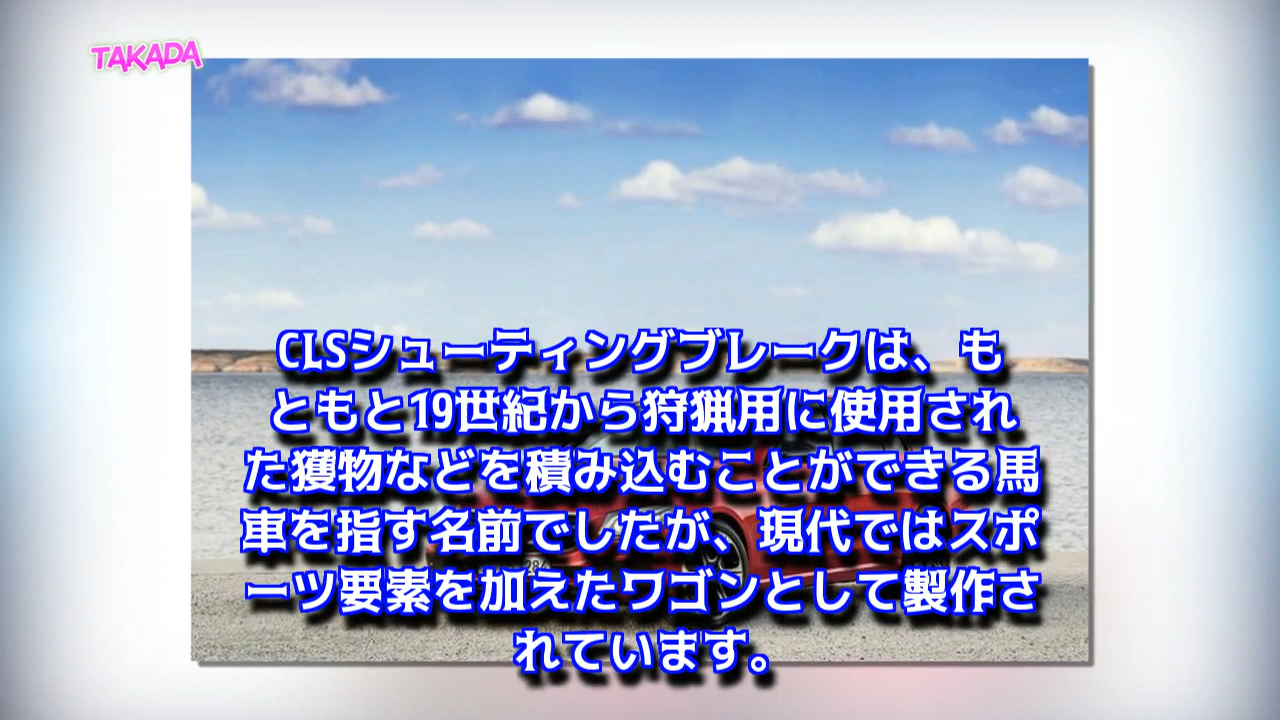 TAKADA
CLSシューティングブレークは、も
ともと19世紀から狩猟用に使用され
た獲物などを積み込むことができる馬
車を指す名前でしたが、現代ではスポ
ーツ要素を加えたワゴンとして製作さ
れています。